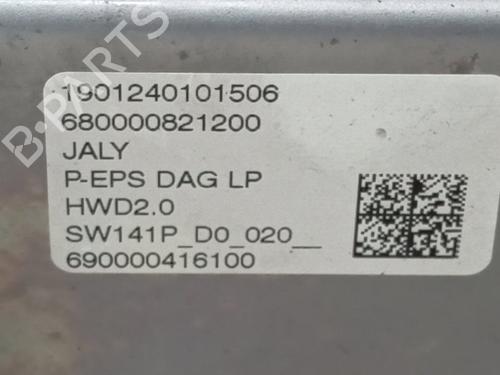 B-PARTS
1901240101506
680000821200
JALY
P-EPS DAG LP
HWD2.0
SW141P_D0_020__
690000416100